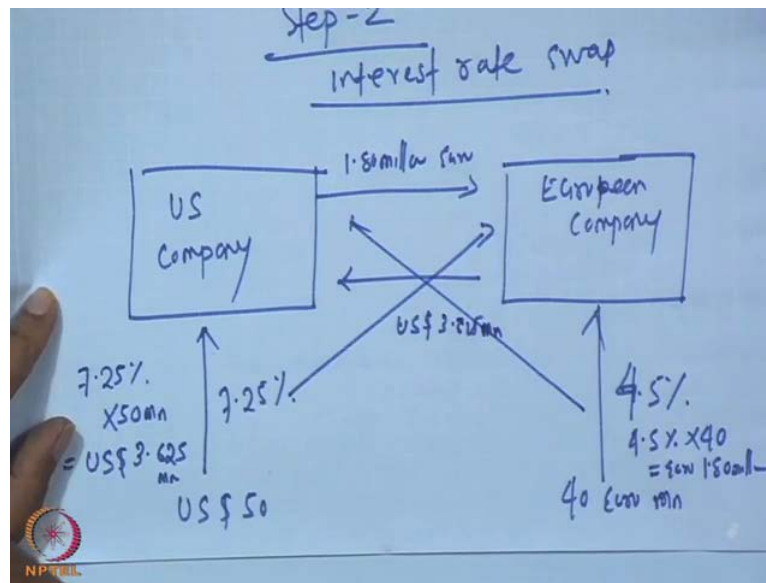 Step-2
interest rate swap.
1.80 million Euro
US
Company
European
Company
US$ 3.625mn
7.25%
X50mn
= US$ 3.625
mn
7.25%
US $ 50
4.5%
4.5% X40
= Euro 1.80 million
40 Euro mn
NPTEL